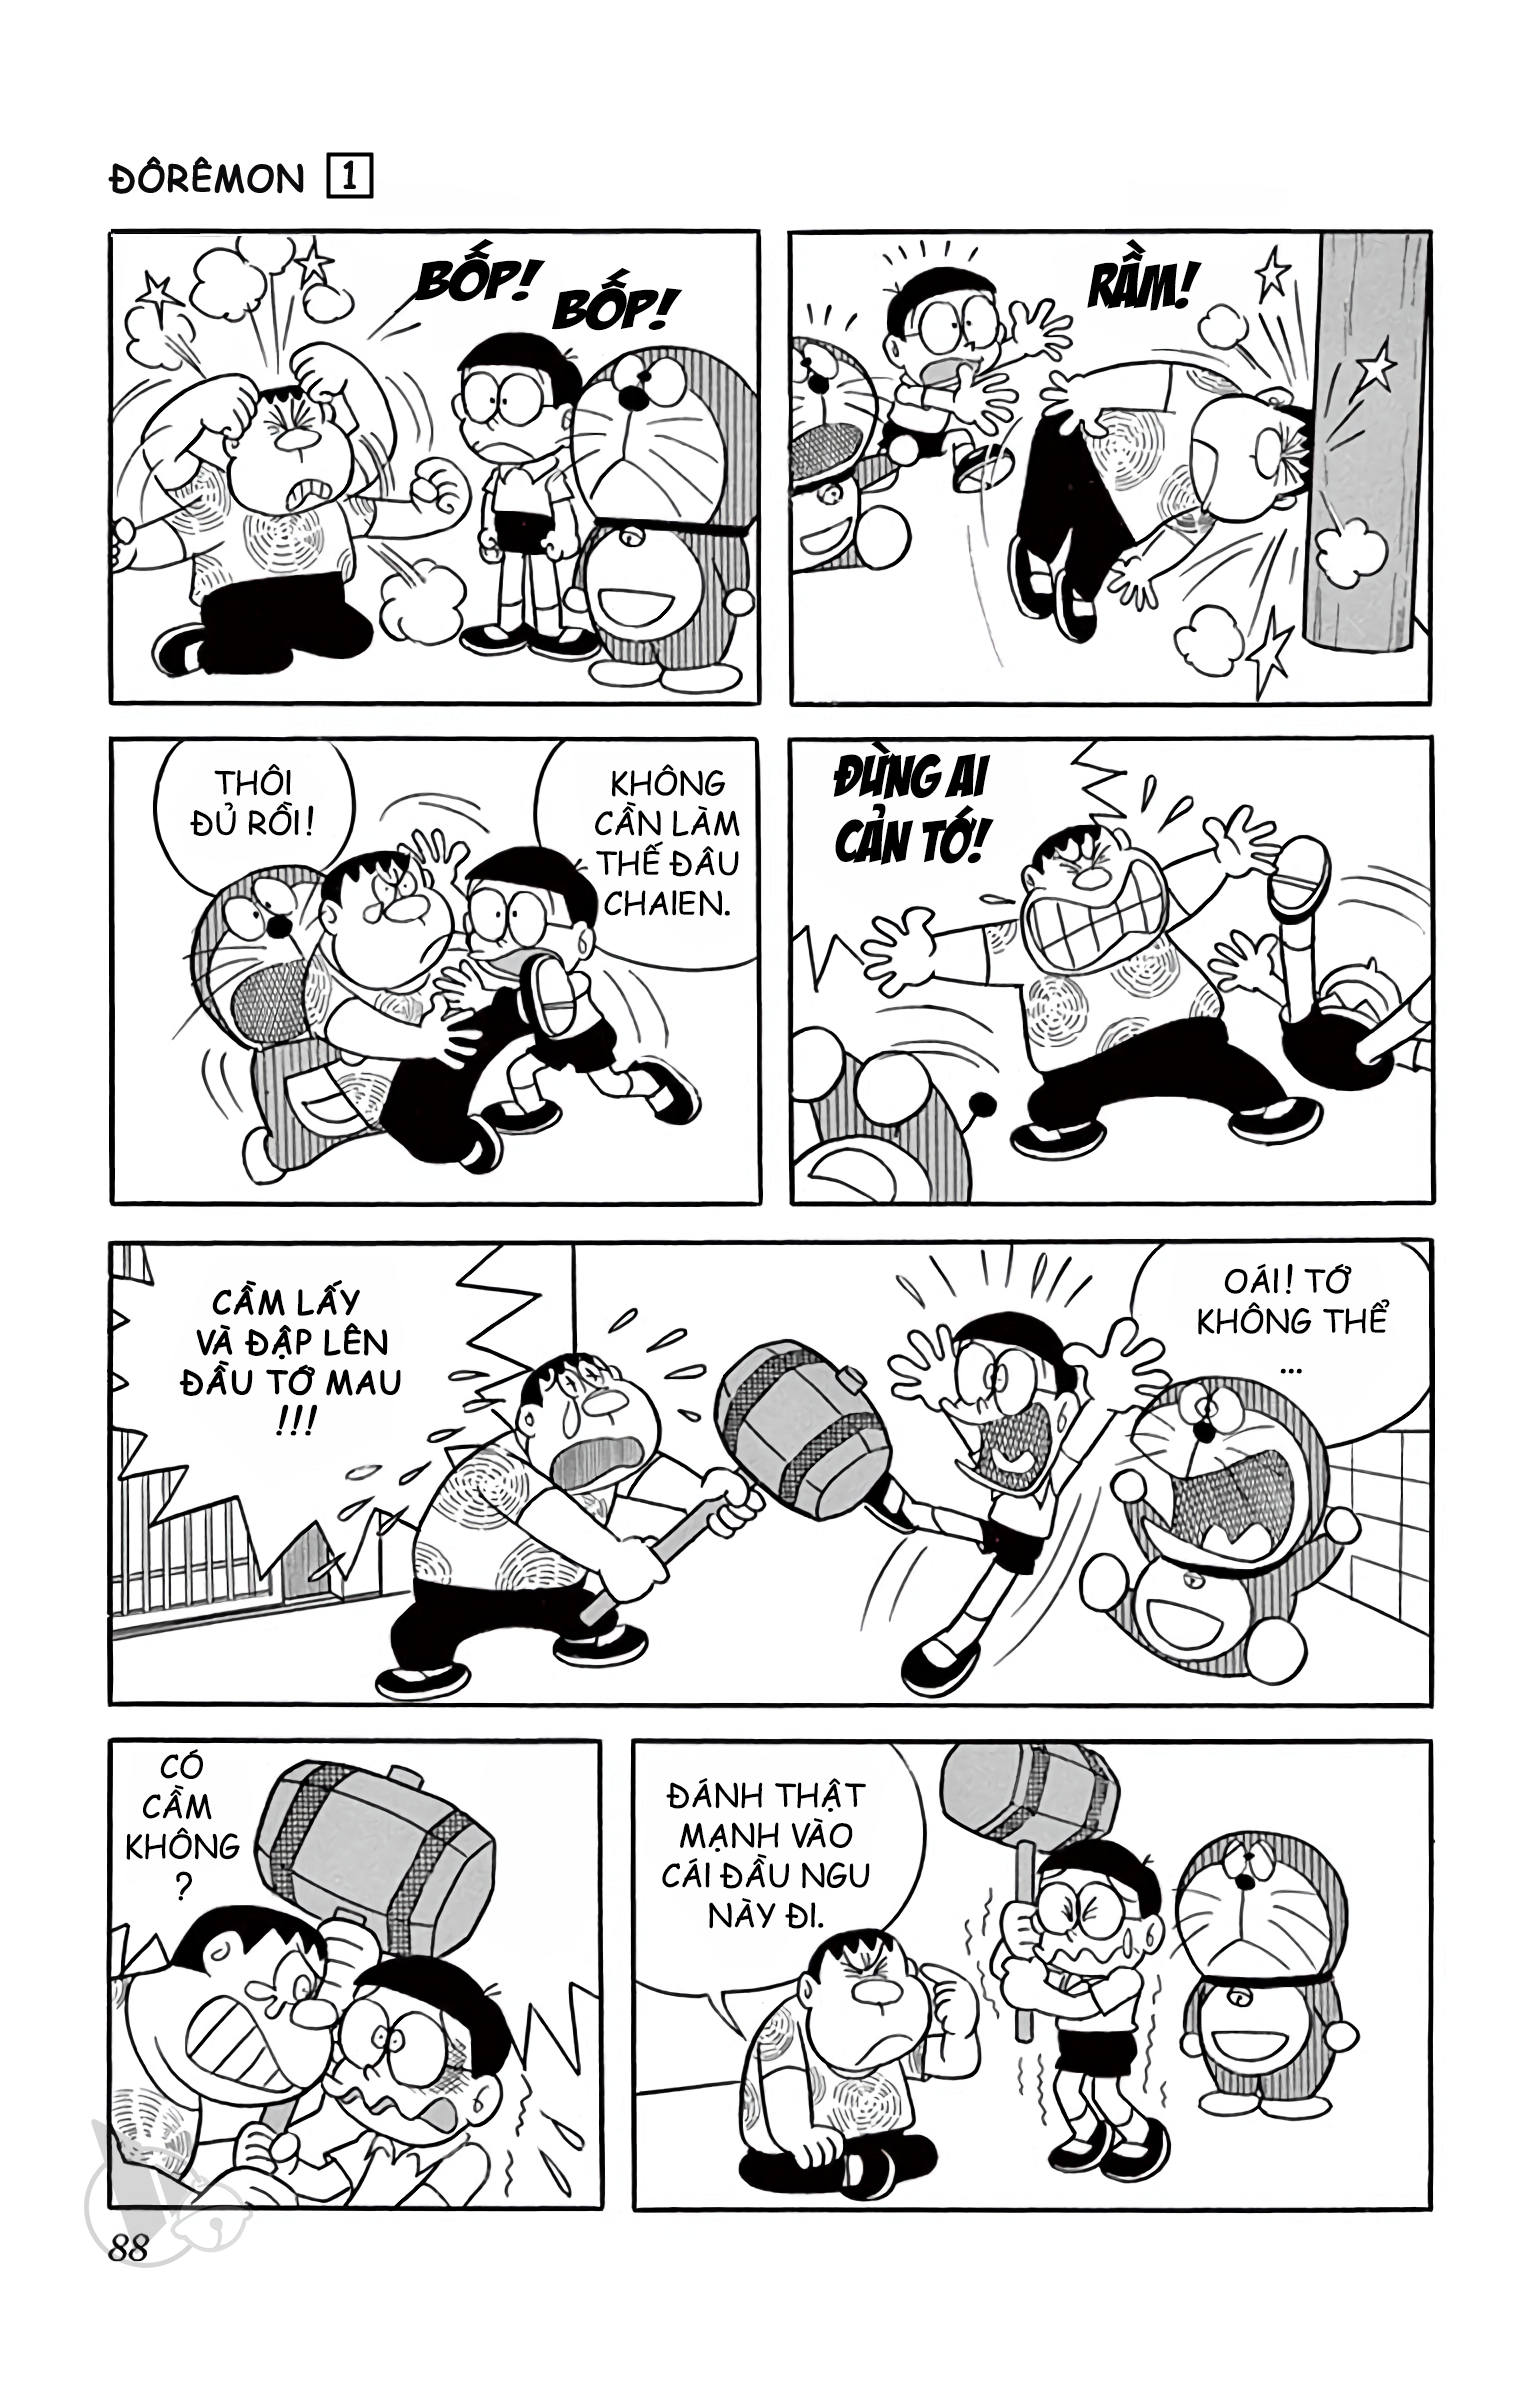 ĐÔRÊMON 1
BỐP!
BỐP!
RẦM!
THÔI
ĐỦ RỒI!
KHÔNG
CẦN LÀM
THẾ ĐÂU
CHAIEN.
ĐỪNG AI
CẢN TỚ!
CẦM LẤY
VÀ ĐẬP LÊN
ĐẦU TỚ MAU
!!!
OÁI! TỚ
KHÔNG THỂ
...
CÓ
CẦM
KHÔNG
?
ĐÁNH THẬT
MẠNH VÀO
CÁI ĐẦU NGU
NÀY ĐI.
88